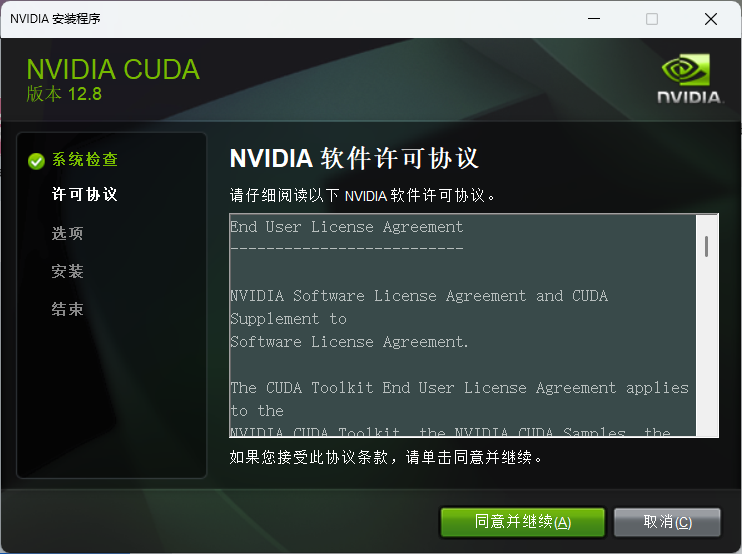 NVIDIA 安装程序
NVIDIA CUDA
版本 12.8
NVIDIA.
系统检查
许可协议
选项
安装
结束
NVIDIA 软件许可协议
请仔细阅读以下 NVIDIA 软件许可协议。
End User License Agreement
--------------------------
NVIDIA Software License Agreement and CUDA
Supplement to
Software License Agreement.
The CUDA Toolkit End User License Agreement applies
to the
NVIDIA CUDA Toolkit, the NVIDIA CUDA Samples, the
如果您接受此协议条款，请单击同意并继续。
同意并继续(A)
取消(C)